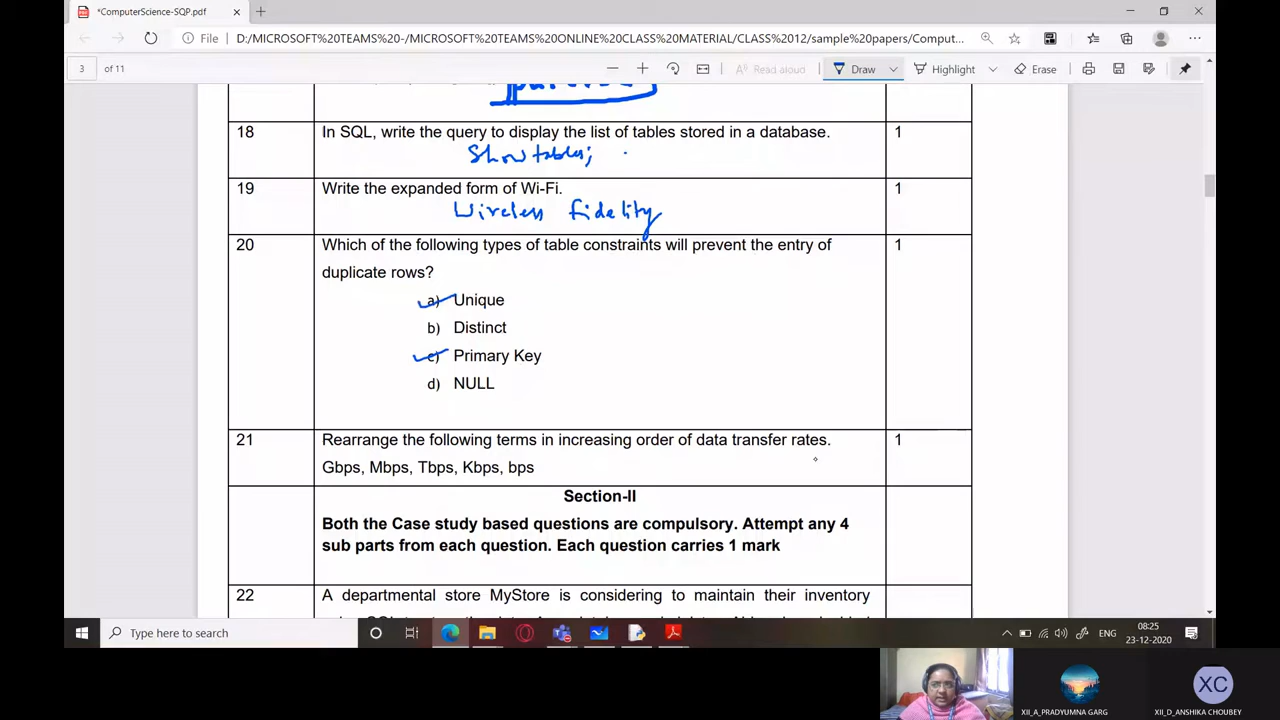 *ComputerScience-SQP.pdf
File
D:/MICROSOFT%20TEAMS%20-/MICROSOFT%20TEAMS%20ONLINE%20CLASS%20MATERIAL/CLASS%2012/sample%20papers/Comput...
3 of 11
Read aloud
Draw
Highlight
Erase
18 In SQL, write the query to display the list of tables stored in a database. 1
Show tables;
19 Write the expanded form of Wi-Fi. 1
Wireless fidelity
20 Which of the following types of table constraints will prevent the entry of 1
duplicate rows?
a) Unique
b) Distinct
c) Primary Key
d) NULL
21 Rearrange the following terms in increasing order of data transfer rates. 1
Gbps, Mbps, Tbps, Kbps, bps
Section-II
Both the Case study based questions are compulsory. Attempt any 4
sub parts from each question. Each question carries 1 mark
22 A departmental store MyStore is considering to maintain their inventory
Type here to search
ENG
08:25
23-12-2020
XC
XII_A_PRADYUMNA GARG
XII_D_ANSHIKA CHOUBEY